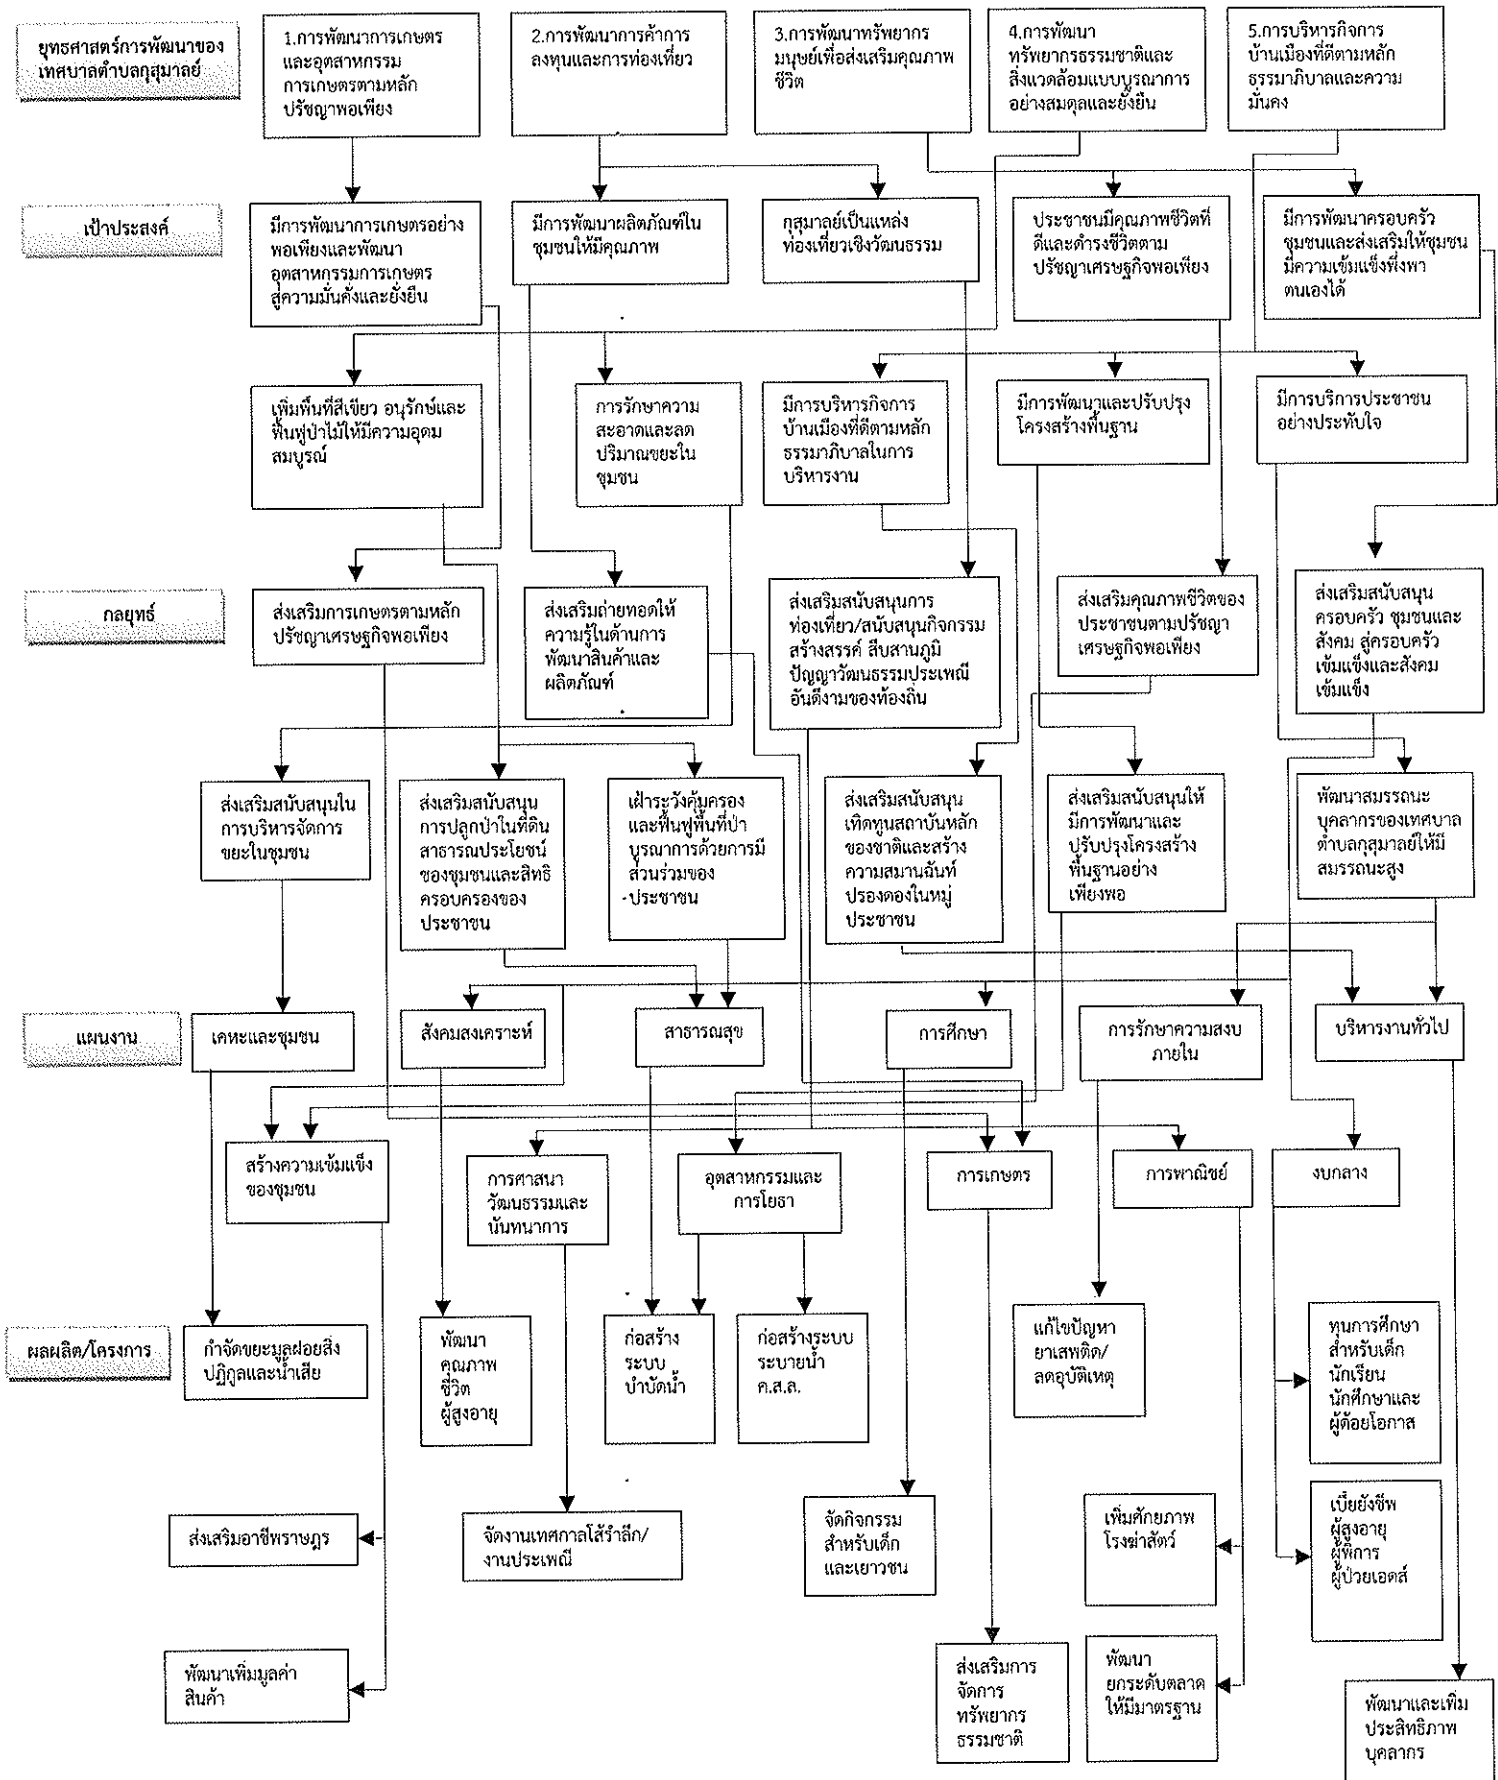 ยุทธศาสตร์การพัฒนาของ
เทศบาลตำบลกุสุมาลย์
1.การพัฒนาการเกษตร
และอุตสาหกรรม
การเกษตรตามหลัก
ปรัชญาพอเพียง
2.การพัฒนาการค้าการ
ลงทุนและการท่องเที่ยว
3.การพัฒนาทรัพยากร
มนุษย์เพื่อส่งเสริมคุณภาพ
ชีวิต
4.การพัฒนา
ทรัพยากรธรรมชาติและ
สิ่งแวดล้อมแบบบูรณาการ
อย่างสมดุลและยั่งยืน
5.การบริหารกิจการ
บ้านเมืองที่ดีตามหลัก
ธรรมาภิบาลและความ
มั่นคง
เป้าประสงค์
มีการพัฒนาการเกษตรอย่าง
พอเพียงและพัฒนา
อุตสาหกรรมการเกษตร
สู่ความมั่นคั่งและยั่งยืน
มีการพัฒนาผลิตภัณฑ์ใน
ชุมชนให้มีคุณภาพ
กุสุมาลย์เป็นแหล่ง
ท่องเที่ยวเชิงวัฒนธรรม
ประชาชนมีคุณภาพชีวิตที่
ดีและดำรงชีวิตตาม
ปรัชญาเศรษฐกิจพอเพียง
มีการพัฒนาครอบครัว
ชุมชนและส่งเสริมให้ชุมชน
มีความเข้มแข็งพึ่งพา
ตนเองได้
เพิ่มพื้นที่สีเขียว อนุรักษ์และ
ฟื้นฟูป่าไม้ให้มีความอุดม
สมบูรณ์
การรักษาความ
สะอาดและลด
ปริมาณขยะใน
ชุมชน
มีการบริหารกิจการ
บ้านเมืองที่ดีตามหลัก
ธรรมาภิบาลในการ
บริหารงาน
มีการพัฒนาและปรับปรุง
โครงสร้างพื้นฐาน
มีการบริการประชาชน
อย่างประทับใจ
กลยุทธ์
ส่งเสริมการเกษตรตามหลัก
ปรัชญาเศรษฐกิจพอเพียง
ส่งเสริมถ่ายทอดให้
ความรู้ในด้านการ
พัฒนาสินค้าและ
ผลิตภัณฑ์
ส่งเสริมสนับสนุนการ
ท่องเที่ยว/สนับสนุนกิจกรรม
สร้างสรรค์ สืบสานภูมิ
ปัญญาวัฒนธรรมประเพณี
อันดีงามของท้องถิ่น
ส่งเสริมคุณภาพชีวิตของ
ประชาชนตามปรัชญา
เศรษฐกิจพอเพียง
ส่งเสริมสนับสนุน
ครอบครัว ชุมชนและ
สังคม สู่ครอบครัว
เข้มแข็งและสังคม
เข้มแข็ง
ส่งเสริมสนับสนุนใน
การบริหารจัดการ
ขยะในชุมชน
ส่งเสริมสนับสนุน
การปลูกป่าในที่ดิน
สาธารณประโยชน์
ของชุมชนและสิทธิ
ครอบครองของ
ประชาชน
เฝ้าระวังคุ้มครอง
และฟื้นฟูพื้นที่ป่า
บูรณาการด้วยการมี
ส่วนร่วมของ
ประชาชน
ส่งเสริมสนับสนุน
เทิดทูนสถาบันหลัก
ของชาติและสร้าง
ความสมานฉันท์
ปรองดองในหมู่
ประชาชน
ส่งเสริมสนับสนุนให้
มีการพัฒนาและ
ปรับปรุงโครงสร้าง
พื้นฐานอย่าง
เพียงพอ
พัฒนาสมรรถนะ
บุคลากรของเทศบาล
ตำบลกุสุมาลย์ให้มี
สมรรถนะสูง
แผนงาน
เคหะและชุมชน
สังคมสงเคราะห์
สาธารณสุข
การศึกษา
การรักษาความสงบ
ภายใน
บริหารงานทั่วไป
สร้างความเข้มแข็ง
ของชุมชน
การศาสนา
วัฒนธรรมและ
นันทนาการ
อุตสาหกรรมและ
การโยธา
การเกษตร
การพาณิชย์
งบกลาง
ผลผลิต/โครงการ
กำจัดขยะมูลฝอยสิ่ง
ปฏิกูลและน้ำเสีย
พัฒนา
คุณภาพ
ชีวิต
ผู้สูงอายุ
ก่อสร้าง
ระบบ
บำบัดน้ำ
ก่อสร้างระบบ
ระบายน้ำ
ค.ส.ล.
แก้ไขปัญหา
ยาเสพติด/
ลดอุบัติเหตุ
ทุนการศึกษา
สำหรับเด็ก
นักเรียน
นักศึกษาและ
ผู้ด้อยโอกาส
ส่งเสริมอาชีพราษฎร
จัดงานเทศกาลโส้รำลึก/
งานประเพณี
จัดกิจกรรม
สำหรับเด็ก
และเยาวชน
เพิ่มศักยภาพ
โรงฆ่าสัตว์
เบี้ยยังชีพ
ผู้สูงอายุ
ผู้พิการ
ผู้ป่วยเอดส์
พัฒนาเพิ่มมูลค่า
สินค้า
ส่งเสริมการ
จัดการ
ทรัพยากร
ธรรมชาติ
พัฒนา
ยกระดับตลาด
ให้มีมาตรฐาน
พัฒนาและเพิ่ม
ประสิทธิภาพ
บุคลากร